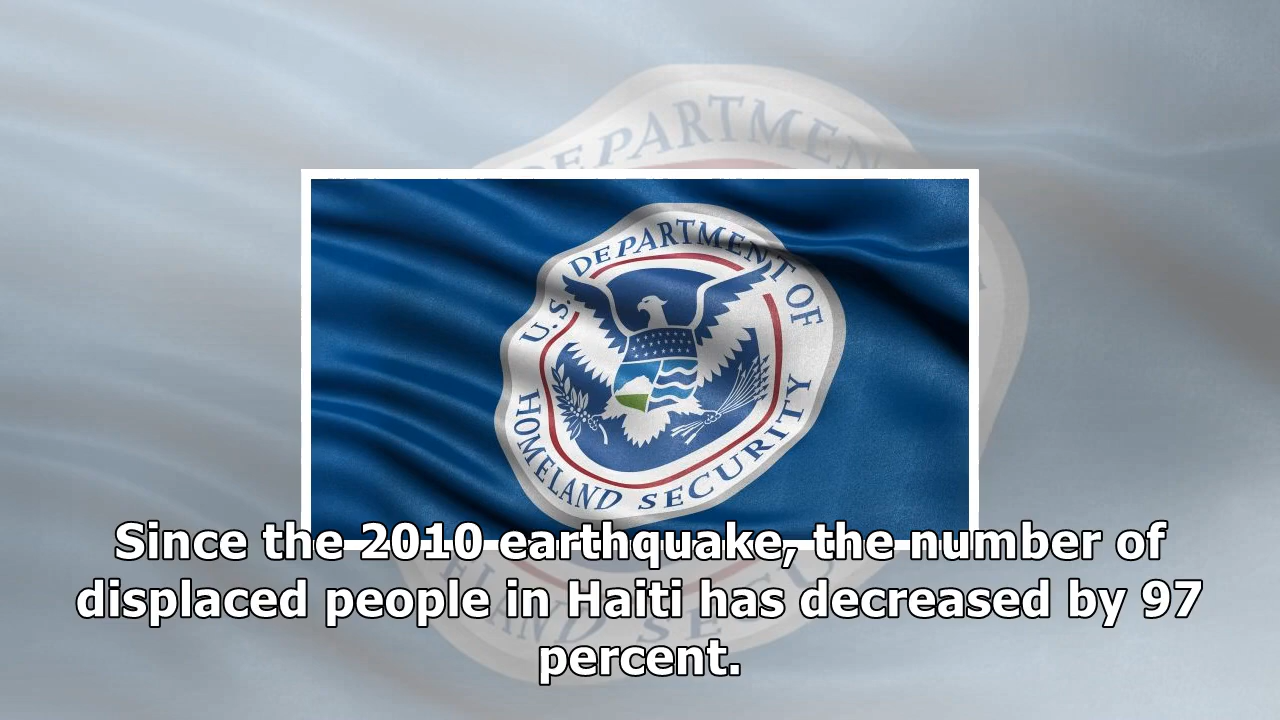 DEPARTMEN
U.S. DEPARTMENT OF
HOMELAND SECURITY
Since the 2010 earthquake, the number of
displaced people in Haiti has decreased by 97
percent.